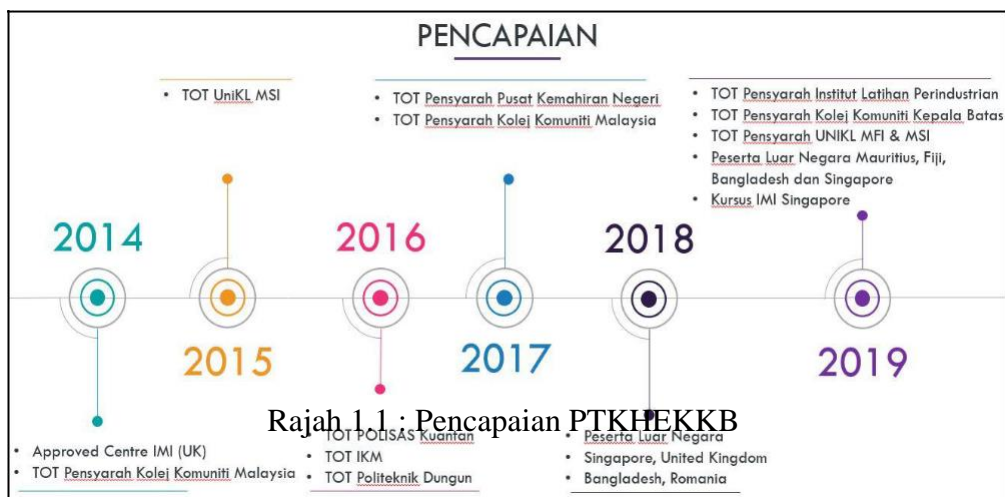 PENCAPAIAN
• TOT UniKL MSI
• TOT Pensyarah Pusat Kemahiran Negeri
• TOT Pensyarah Kolej Komuniti Malaysia
• TOT Pensyarah Institut Latihan Perindustrian
• TOT Pensyarah Kolej Komuniti Kepala Batas
• TOT Pensyarah UNIKL MFI & MSI
• Peserta Luar Negara Mauritius, Fiji,
Bangladesh dan Singapore
• Kursus IMI Singapore
2014
2016
2018
2015
2017
2019
Rajah 1.1 : Pencapaian PTKHEKKB
• Approved Centre IMI (UK)
• TOT Pensyarah Kolej Komuniti Malaysia
• TOT POLISAS Kuantan
• TOT IKM
• TOT Politeknik Dungun
• Peserta Luar Negara
• Singapore, United Kingdom
• Bangladesh, Romania